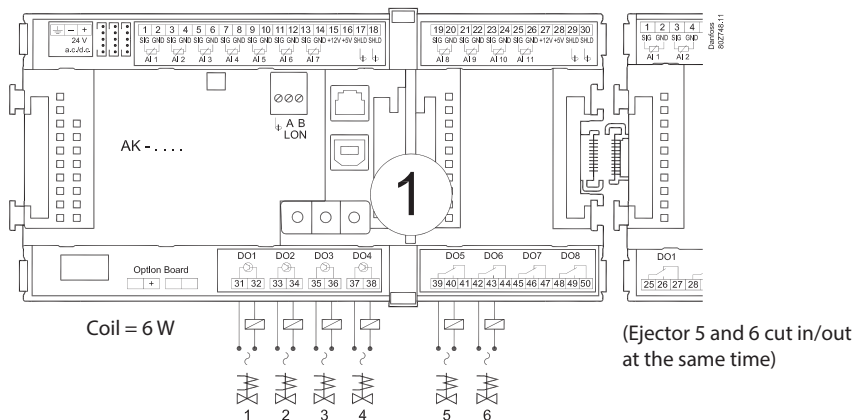 ⏚ − +
24 V
a.c./d.c.
1 2 3 4 5 6 7 8 9 10 11 12 13 14 15 16 17 18
SIG GND SIG GND SIG GND SIG GND SIG GND SIG GND SIG GND +12V +5V SHLD SHLD
AI 1 AI 2 AI 3 AI 4 AI 5 AI 6 AI 7
19 20 21 22 23 24 25 26 27 28 29 30
SIG GND SIG GND SIG GND SIG GND +12V +5V SHLD SHLD
AI 8 AI 9 AI 10 AI 11
1 2 3 4
SIG GND SIG GND
AI 1 AI 2
Danfoss
80Z748.11
A B
LON
AK - . . . .
1
Option Board
+
DO1 DO2 DO3 DO4
31 32 33 34 35 36 37 38
DO5 DO6 DO7 DO8
39 40 41 42 43 44 45 46 47 48 49 50
DO1
25 26 27 28
Coil = 6 W
(Ejector 5 and 6 cut in/out
at the same time)
1 2 3 4 5 6